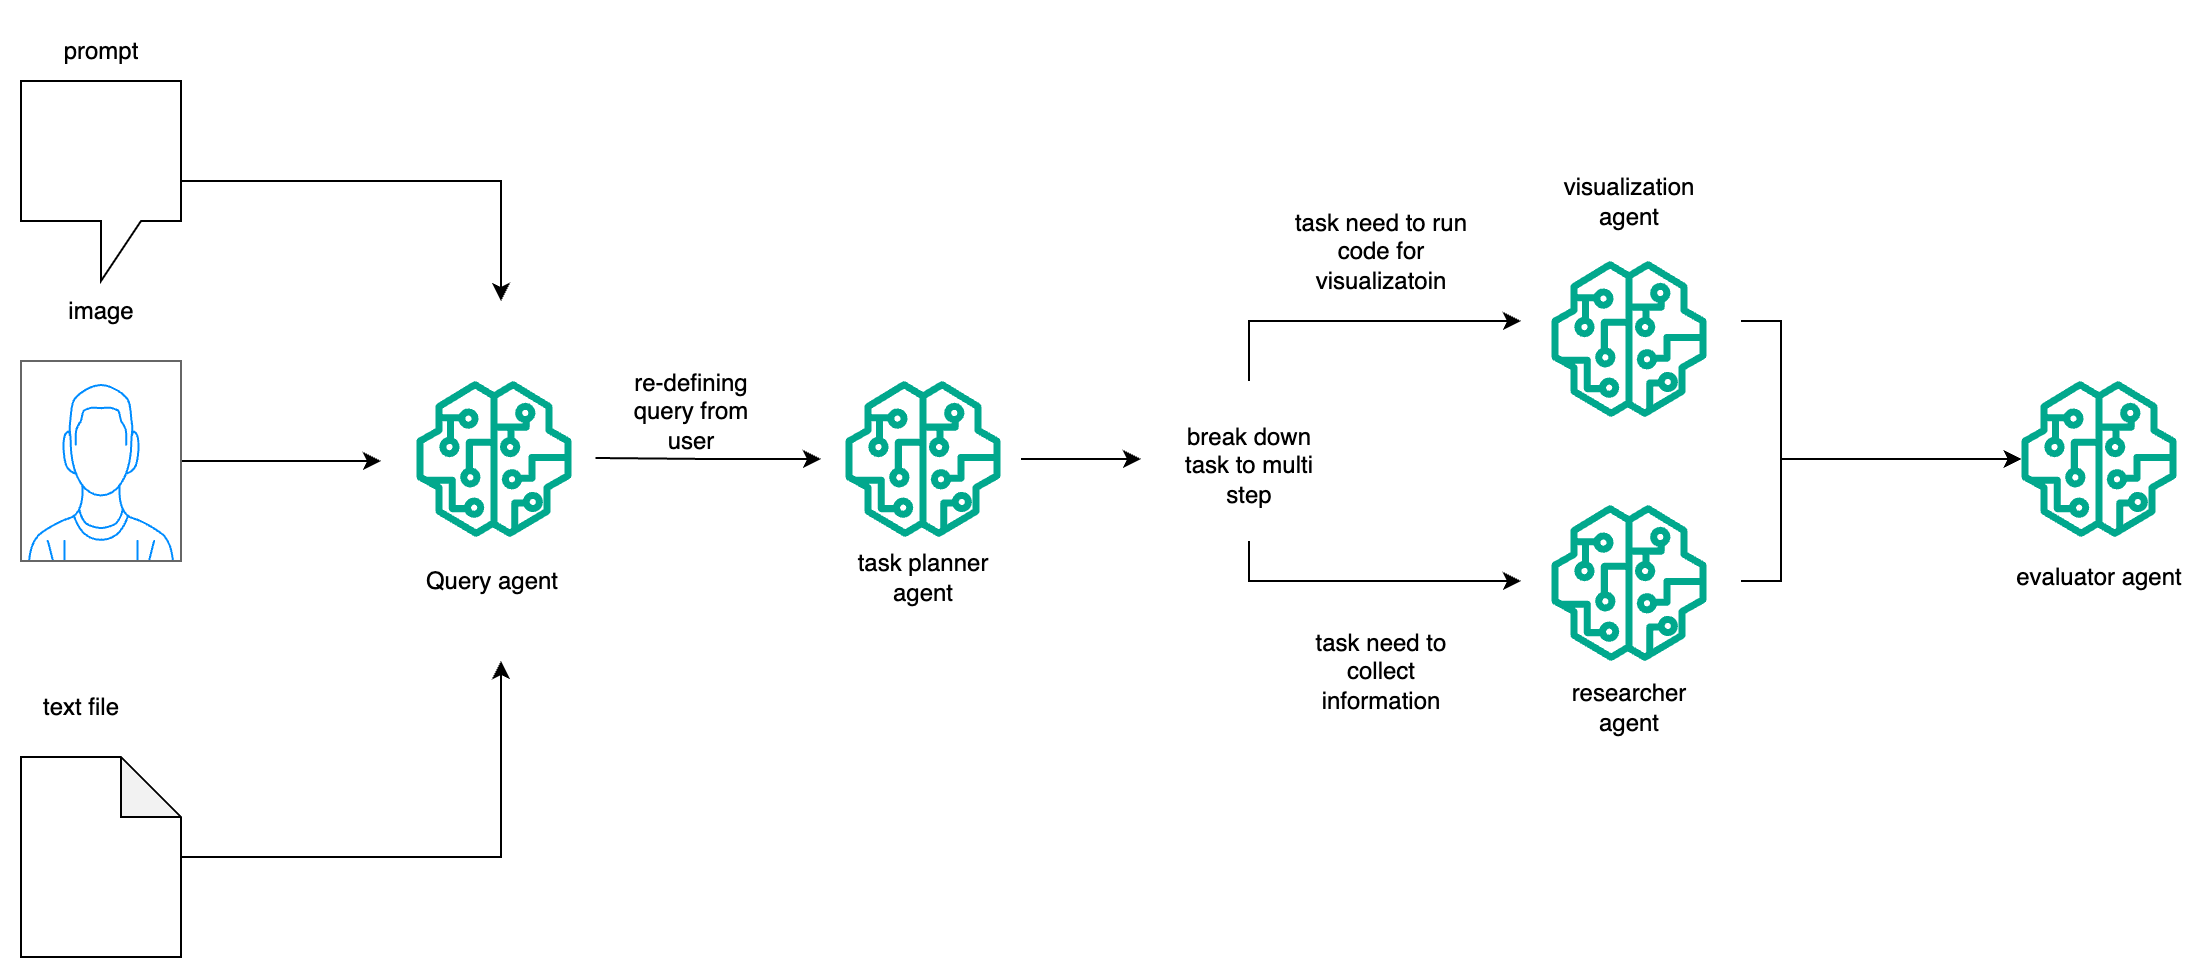 prompt
image
text file
Query agent
re-defining
query from
user
task planner
agent
break down
task to multi
step
task need to run
code for
visualizatoin
visualization
agent
task need to
collect
information
researcher
agent
evaluator agent